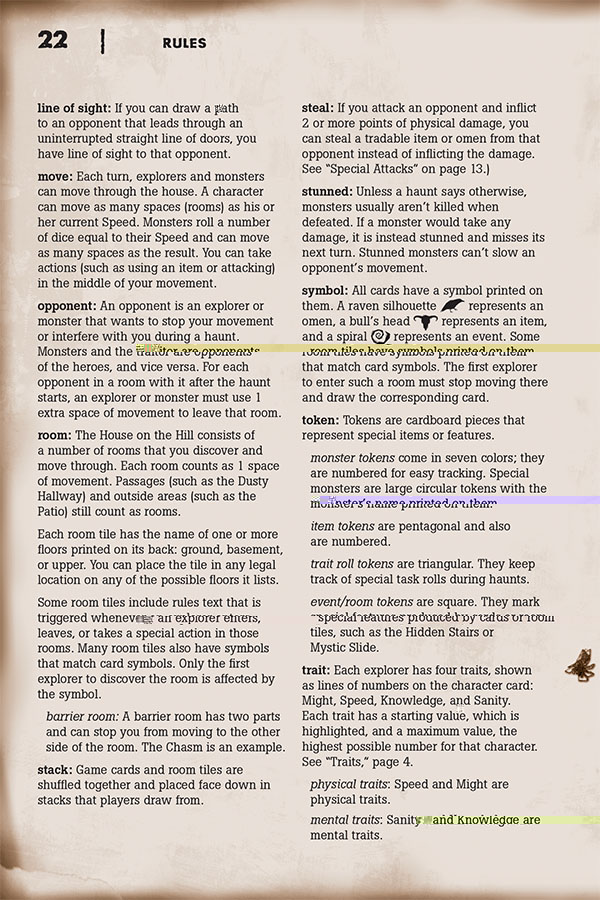 22
RULES
line of sight: If you can draw a path
to an opponent that leads through an
uninterrupted straight line of doors, you
have line of sight to that opponent.
move: Each turn, explorers and monsters
can move through the house. A character
can move as many spaces (rooms) as his or
her current Speed. Monsters roll a number
of dice equal to their Speed and can move
as many spaces as the result. You can take
actions (such as using an item or attacking)
in the middle of your movement.
opponent: An opponent is an explorer or
monster that wants to stop your movement
or interfere with you during a haunt.
Monsters and the are opponents
of the heroes, and vice versa. For each
opponent in a room with it after the haunt
starts, an explorer or monster must use 1
extra space of movement to leave that room.
room: The House on the Hill consists of
a number of rooms that you discover and
move through. Each room counts as 1 space
of movement. Passages (such as the Dusty
Hallway) and outside areas (such as the
Patio) still count as rooms.
Each room tile has the name of one or more
floors printed on its back: ground, basement,
or upper. You can place the tile in any legal
location on any of the possible floors it lists.
Some room tiles include rules text that is
triggered whenever an explorer enters,
leaves, or takes a special action in those
rooms. Many room tiles also have symbols
that match card symbols. Only the first
explorer to discover the room is affected by
the symbol.
barrier room: A barrier room has two parts
and can stop you from moving to the other
side of the room. The Chasm is an example.
stack: Game cards and room tiles are
shuffled together and placed face down in
stacks that players draw from.
steal: If you attack an opponent and inflict
2 or more points of physical damage, you
can steal a tradable item or omen from that
opponent instead of inflicting the damage.
See "Special Attacks" on page 13.)
stunned: Unless a haunt says otherwise,
monsters usually aren't killed when
defeated. If a monster would take any
damage, it is instead stunned and misses its
next turn. Stunned monsters can't slow an
opponent's movement.
symbol: All cards have a symbol printed on
them. A raven silhouette represents an
omen, a bull's head represents an item,
and a spiral represents an event. Some
room tiles have symbols printed on them
that match card symbols. The first explorer
to enter such a room must stop moving there
and draw the corresponding card.
token: Tokens are cardboard pieces that
represent special items or features.
monster tokens come in seven colors; they
are numbered for easy tracking. Special
monsters are large circular tokens with the
monster's name printed on them.
item tokens are pentagonal and also
are numbered.
trait roll tokens are triangular. They keep
track of special task rolls during haunts.
event/room tokens are square. They mark
special features produced by cards or room
tiles, such as the Hidden Stairs or
Mystic Slide.
trait: Each explorer has four traits, shown
as lines of numbers on the character card:
Might, Speed, Knowledge, and Sanity.
Each trait has a starting value, which is
highlighted, and a maximum value, the
highest possible number for that character.
See "Traits," page 4.
physical traits: Speed and Might are
physical traits.
mental traits: Sanity and Knowledge are
mental traits.